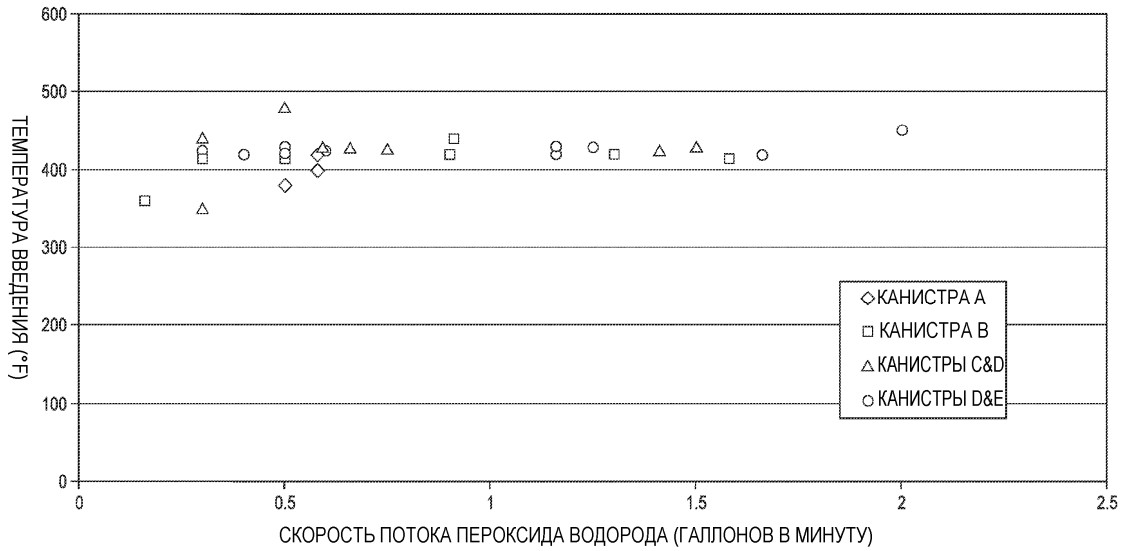 600
500
400
300
200
100
0
ТЕМПЕРАТУРА ВВЕДЕНИЯ (°F)
КАНИСТРА A
КАНИСТРА B
КАНИСТРЫ C&D
КАНИСТРЫ D&E
0 0.5 1 1.5 2 2.5
СКОРОСТЬ ПОТОКА ПЕРОКСИДА ВОДОРОДА (ГАЛЛОНОВ В МИНУТУ)